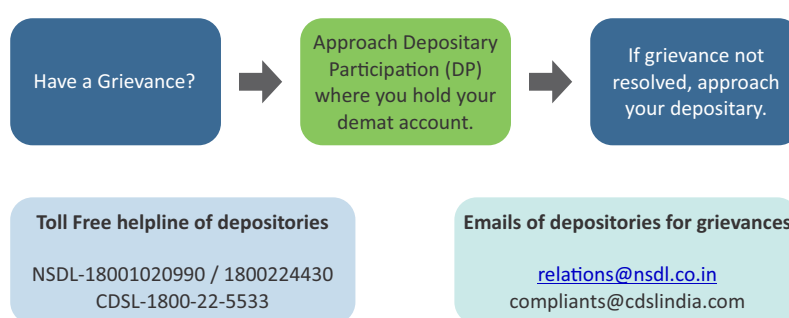 Have a Grievance?
Approach Depositary
Participation (DP)
where you hold your
demat account.
If grievance not
resolved, approach
your depositary.
Toll Free helpline of depositories
NSDL-18001020990 / 1800224430
CDSL-1800-22-5533
Emails of depositories for grievances
relations@nsdl.co.in
compliants@cdslindia.com